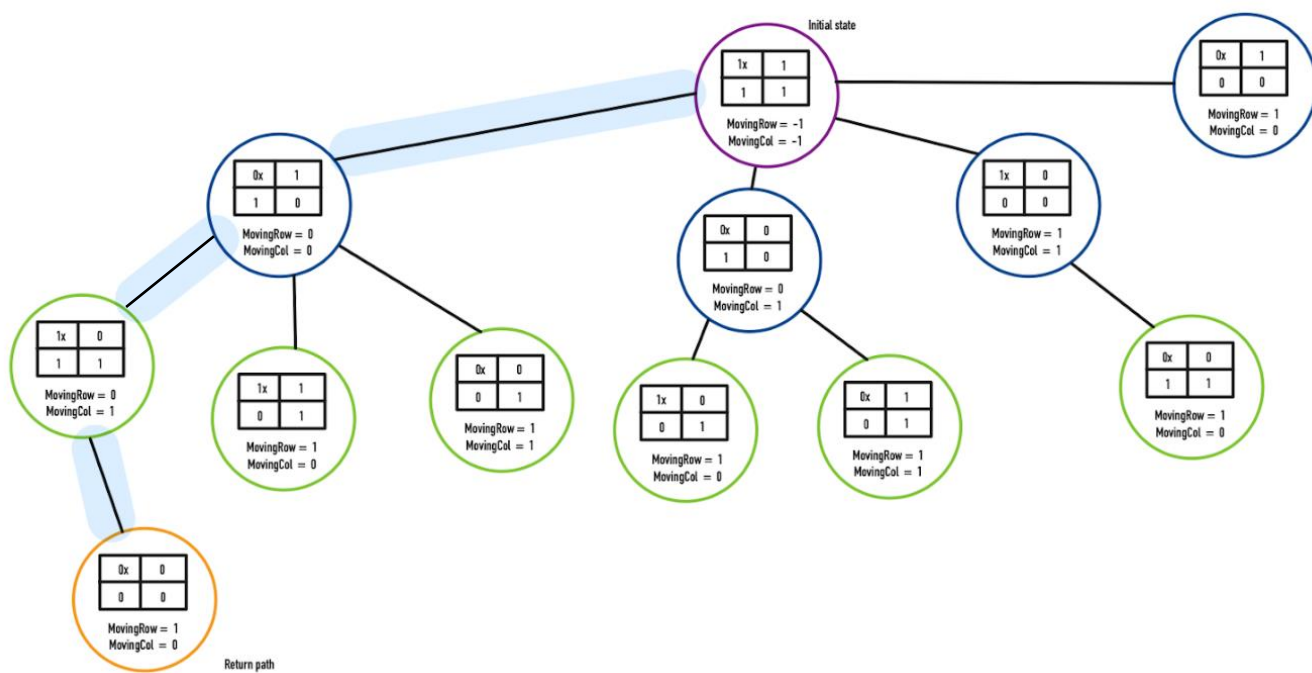 Initial state
1x 1
1 1
MovingRow = -1
MovingCol = -1
0x 1
0 0
MovingRow = 1
MovingCol = 0
0x 1
1 0
MovingRow = 0
MovingCol = 0
1x 0
0 0
MovingRow = 1
MovingCol = 1
0x 0
1 0
MovingRow = 0
MovingCol = 1
1x 0
1 1
MovingRow = 0
MovingCol = 1
1x 1
0 1
MovingRow = 1
MovingCol = 0
0x 0
0 1
MovingRow = 1
MovingCol = 1
1x 0
0 1
MovingRow = 1
MovingCol = 0
0x 1
0 1
MovingRow = 1
MovingCol = 1
0x 0
1 1
MovingRow = 1
MovingCol = 0
0x 0
0 0
MovingRow = 1
MovingCol = 0
Return path